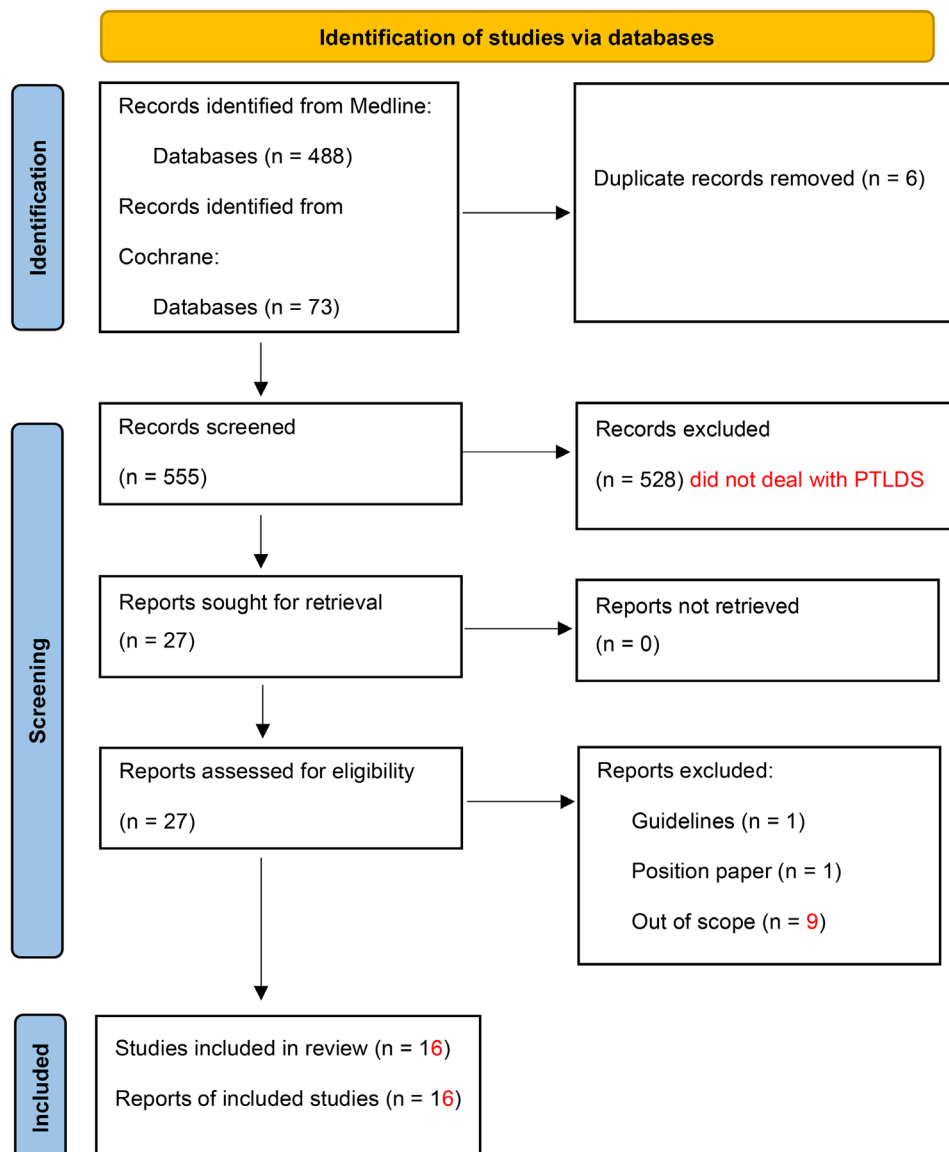 Identification of studies via databases
Identification
Records identified from Medline:
Databases (n = 488)
Records identified from
Cochrane:
Databases (n = 73)
Duplicate records removed (n = 6)
Screening
Records screened
(n = 555)
Records excluded
(n = 528) did not deal with PTLDS
Reports sought for retrieval
(n = 27)
Reports not retrieved
(n = 0)
Reports assessed for eligibility
(n = 27)
Reports excluded:
Guidelines (n = 1)
Position paper (n = 1)
Out of scope (n = 9)
Included
Studies included in review (n = 16)
Reports of included studies (n = 16)